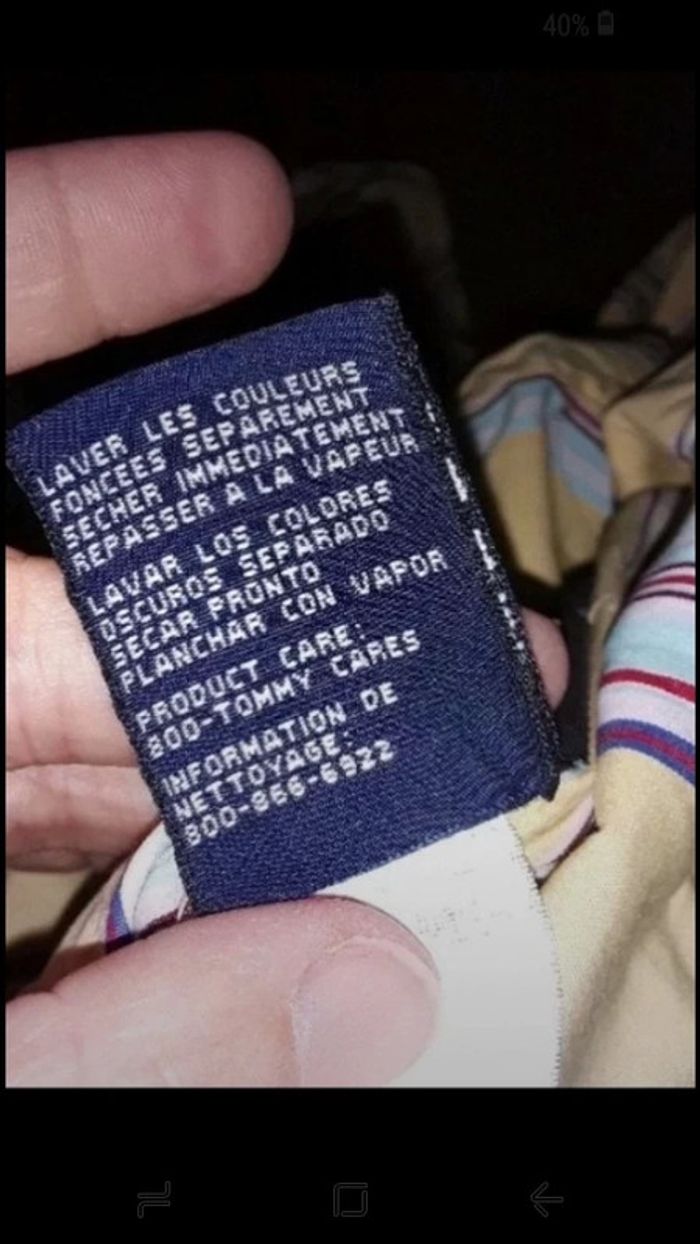 40%
LAVER LES COULEURS
FONCEES SEPAREMENT
SECHER IMMEDIATEMENT
REPASSER A LA VAPEUR
LAVAR LOS COLORES
OSCUROS SEPARADO
SECAR PRONTO
PLANCHAR CON VAPOR
PRODUCT CARE:
800-TOMMY CARES
INFORMATION DE
NETTOYAGE:
800-866-6922